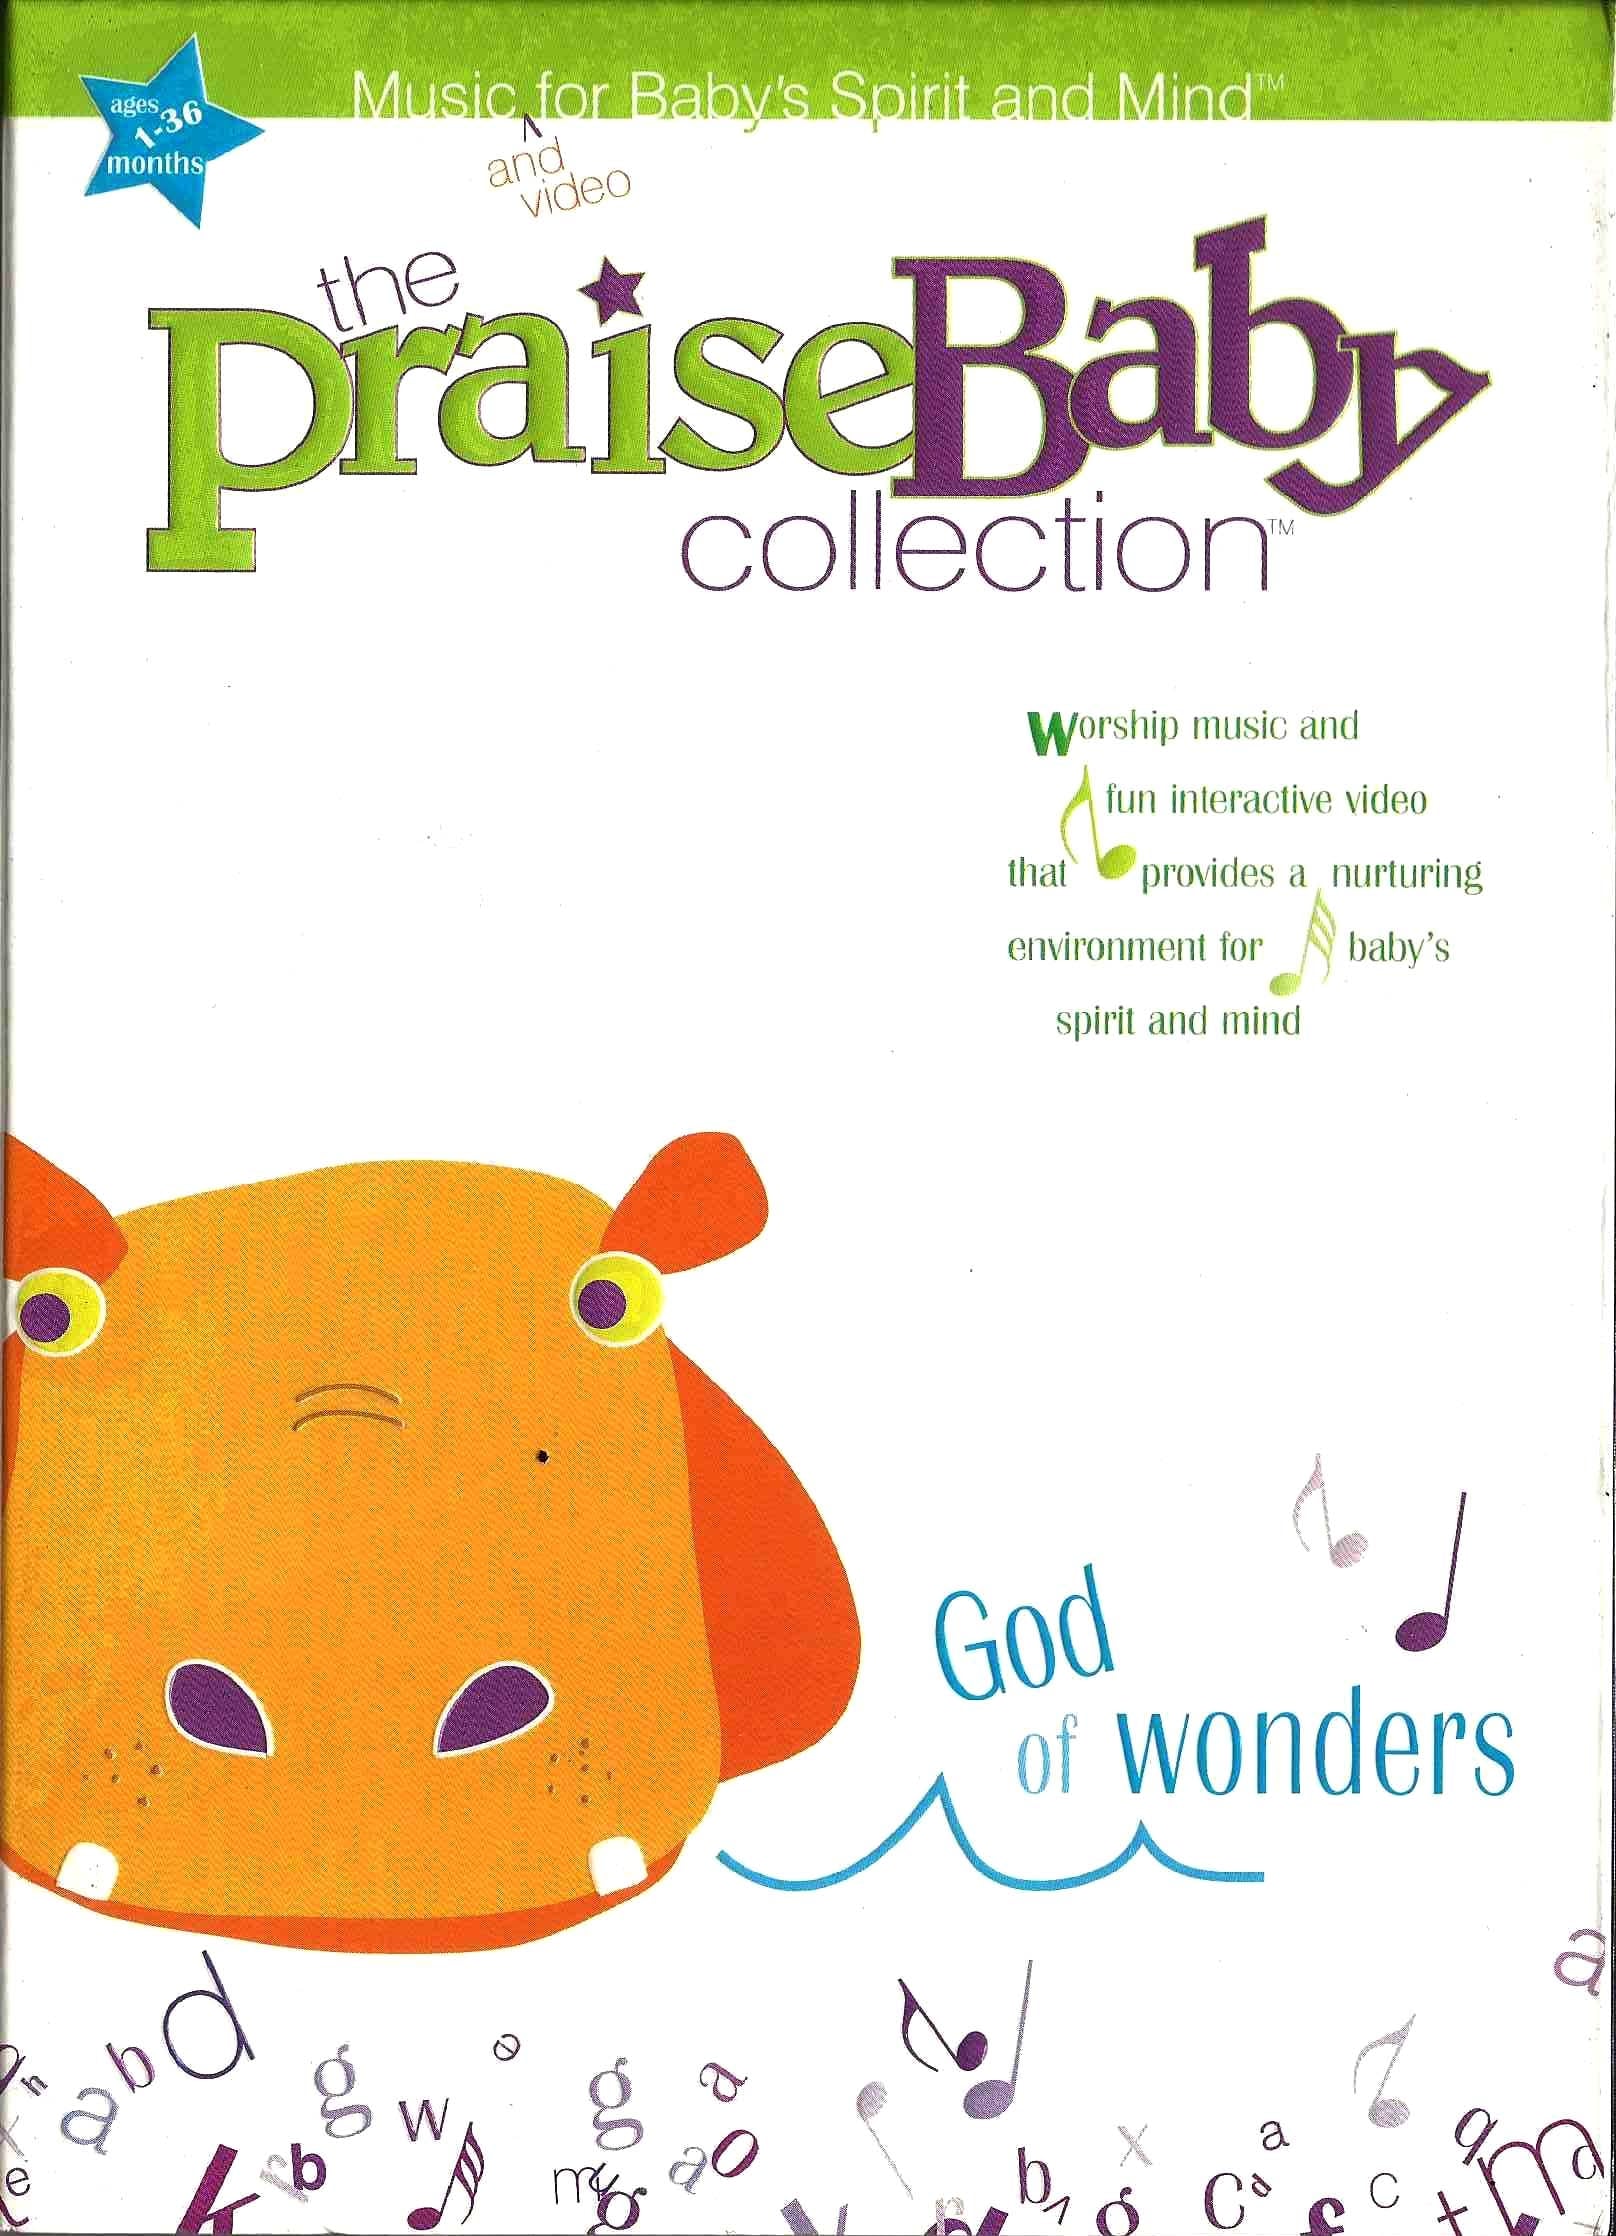 ages
1-36
months
Music for Baby's Spirit and Mind™
and
video
the
PraiseBaby
collection™
Worship music and
fun interactive video
that provides a nurturing
environment for baby's
spirit and mind
God
of wonders